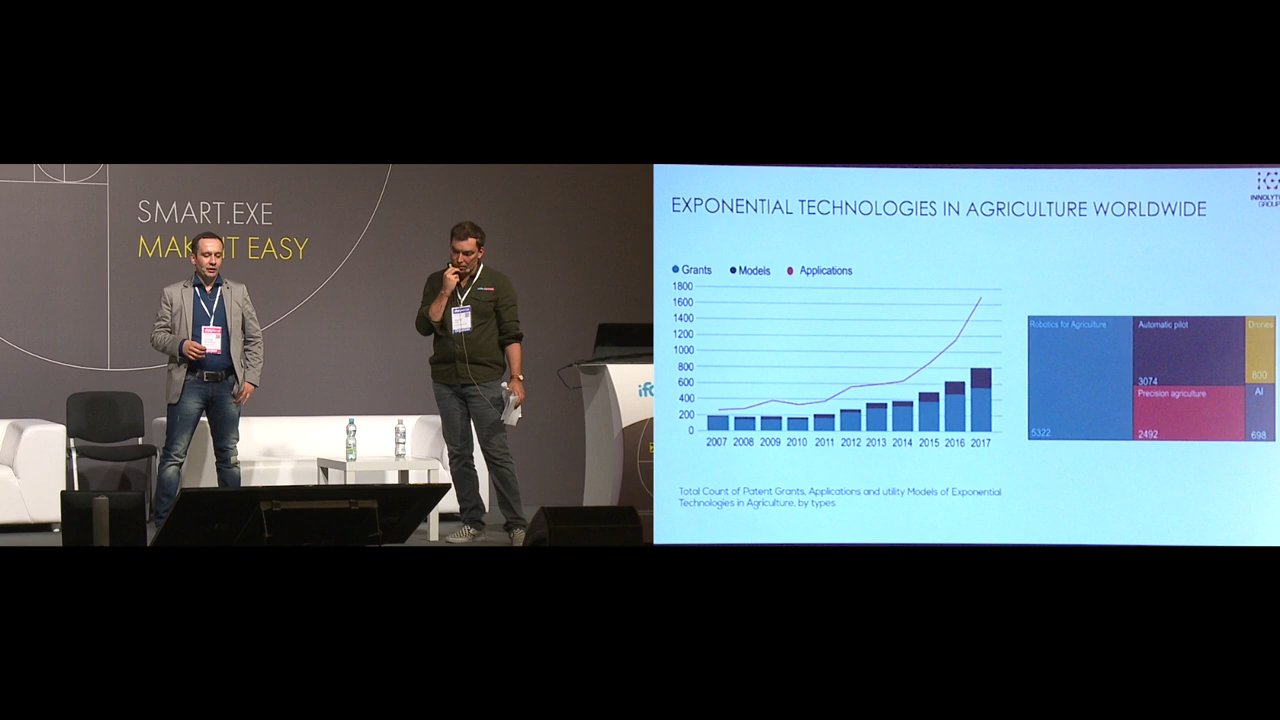 SMART.EXE
MAKE IT EASY
EXPONENTIAL TECHNOLOGIES IN AGRICULTURE WORLDWIDE
Grants Models Applications
1800
1600
1400
1200
1000
800
600
400
200
0
2007 2008 2009 2010 2011 2012 2013 2014 2015 2016 2017
Robotics for Agriculture
5322
Automatic pilot
3074
Precision agriculture
2492
Drones
800
AI
698
Total Count of Patent Grants, Applications and utility Models of Exponential
Technologies in Agriculture, by types